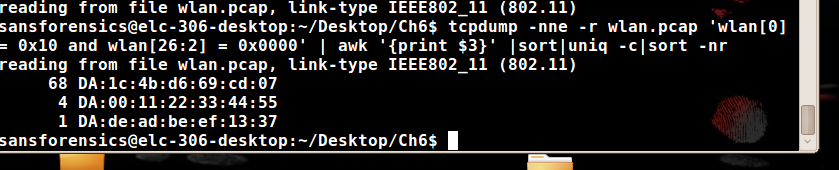 reading from file wlan.pcap, link-type IEEE802_11 (802.11)
sansforensics@elc-306-desktop:~/Desktop/Ch6$ tcpdump -nne -r wlan.pcap 'wlan[0]
= 0x10 and wlan[26:2] = 0x0000' | awk '{print $3}' |sort|uniq -c|sort -nr
reading from file wlan.pcap, link-type IEEE802_11 (802.11)
68 DA:1c:4b:d6:69:cd:07
4 DA:00:11:22:33:44:55
1 DA:de:ad:be:ef:13:37
sansforensics@elc-306-desktop:~/Desktop/Ch6$